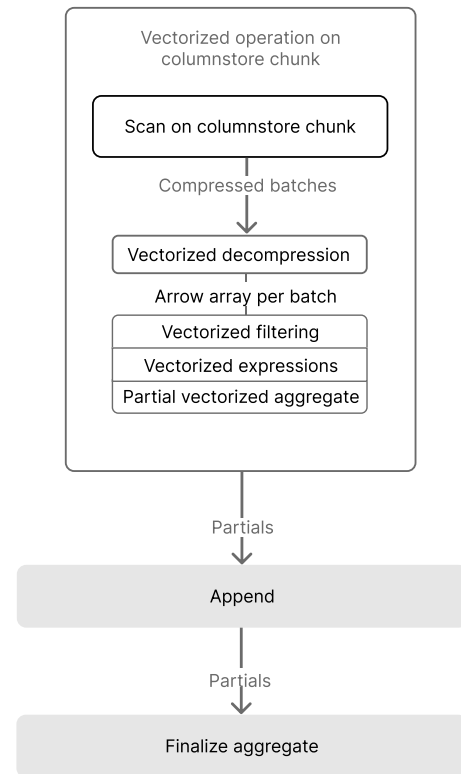 Vectorized operation on
columnstore chunk
Scan on columnstore chunk
Compressed batches
Vectorized decompression
Arrow array per batch
Vectorized filtering
Vectorized expressions
Partial vectorized aggregate
Partials
Append
Partials
Finalize aggregate